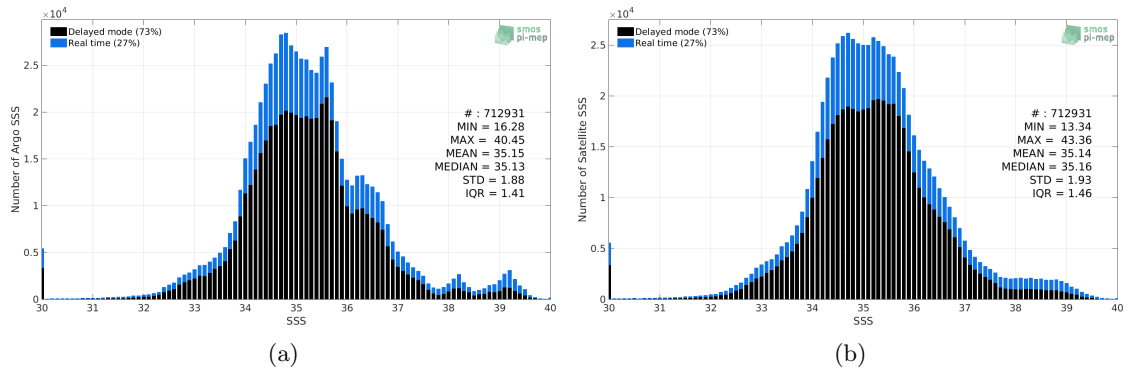 ×10⁴
Delayed mode (73%)
Real time (27%)
smos
pi-mep
# : 712931
MIN = 16.28
MAX = 40.45
MEAN = 35.15
MEDIAN = 35.13
STD = 1.88
IQR = 1.41
Number of Argo SSS
2.5
2
1.5
1
0.5
0
30 31 32 33 34 35 36 37 38 39 40
SSS
(a)
×10⁴
Delayed mode (73%)
Real time (27%)
smos
pi-mep
# : 712931
MIN = 13.34
MAX = 43.36
MEAN = 35.14
MEDIAN = 35.16
STD = 1.93
IQR = 1.46
Number of Satellite SSS
2.5
2
1.5
1
0.5
0
30 31 32 33 34 35 36 37 38 39 40
SSS
(b)